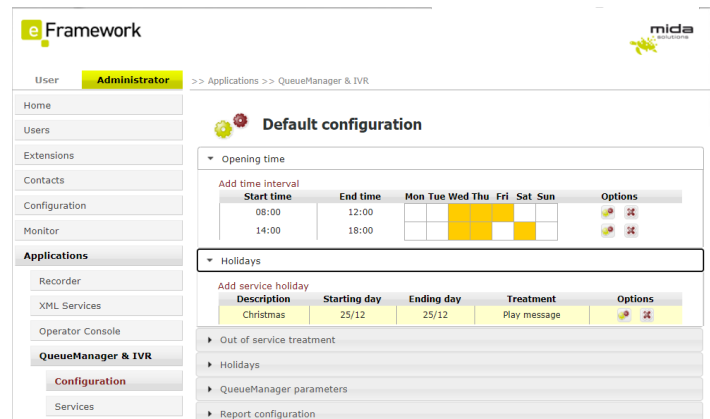 e Framework
mida
solutions
User Administrator >> Applications >> QueueManager & IVR
Home
Users
Extensions
Contacts
Configuration
Monitor
Applications
Recorder
XML Services
Operator Console
QueueManager & IVR
Configuration
Services
Default configuration
Opening time
Add time interval
Start time End time Mon Tue Wed Thu Fri Sat Sun Options
08:00 12:00
14:00 18:00
Holidays
Add service holiday
Description Starting day Ending day Treatment Options
Christmas 25/12 25/12 Play message
Out of service treatment
Holidays
QueueManager parameters
Report configuration